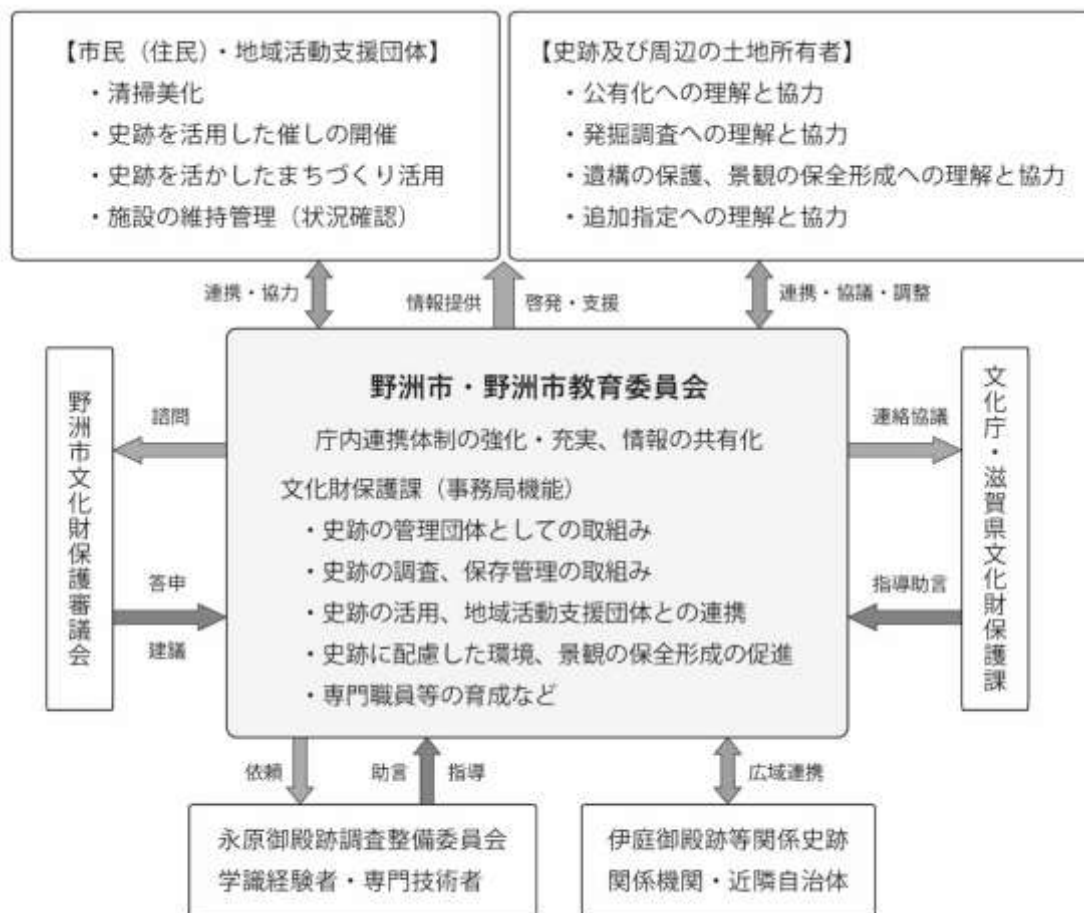 【市民（住民）・地域活動支援団体】
・清掃美化
・史跡を活用した催しの開催
・史跡を活かしたまちづくり活用
・施設の維持管理（状況確認）
【史跡及び周辺の土地所有者】
・公有化への理解と協力
・発掘調査への理解と協力
・遺構の保護、景観の保全形成への理解と協力
・追加指定への理解と協力
連携・協力
情報提供
啓発・支援
連携・協議・調整
野洲市文化財保護審議会
諮問
答申
建議
野洲市・野洲市教育委員会
庁内連携体制の強化・充実、情報の共有化
文化財保護課（事務局機能）
・史跡の管理団体としての取組み
・史跡の調査、保存管理の取組み
・史跡の活用、地域活動支援団体との連携
・史跡に配慮した環境、景観の保全形成の促進
・専門職員等の育成など
連絡協議
指導助言
文化庁・滋賀県文化財保護課
依頼
助言
指導
広域連携
永原御殿跡調査整備委員会
学識経験者・専門技術者
伊庭御殿跡等関係史跡
関係機関・近隣自治体